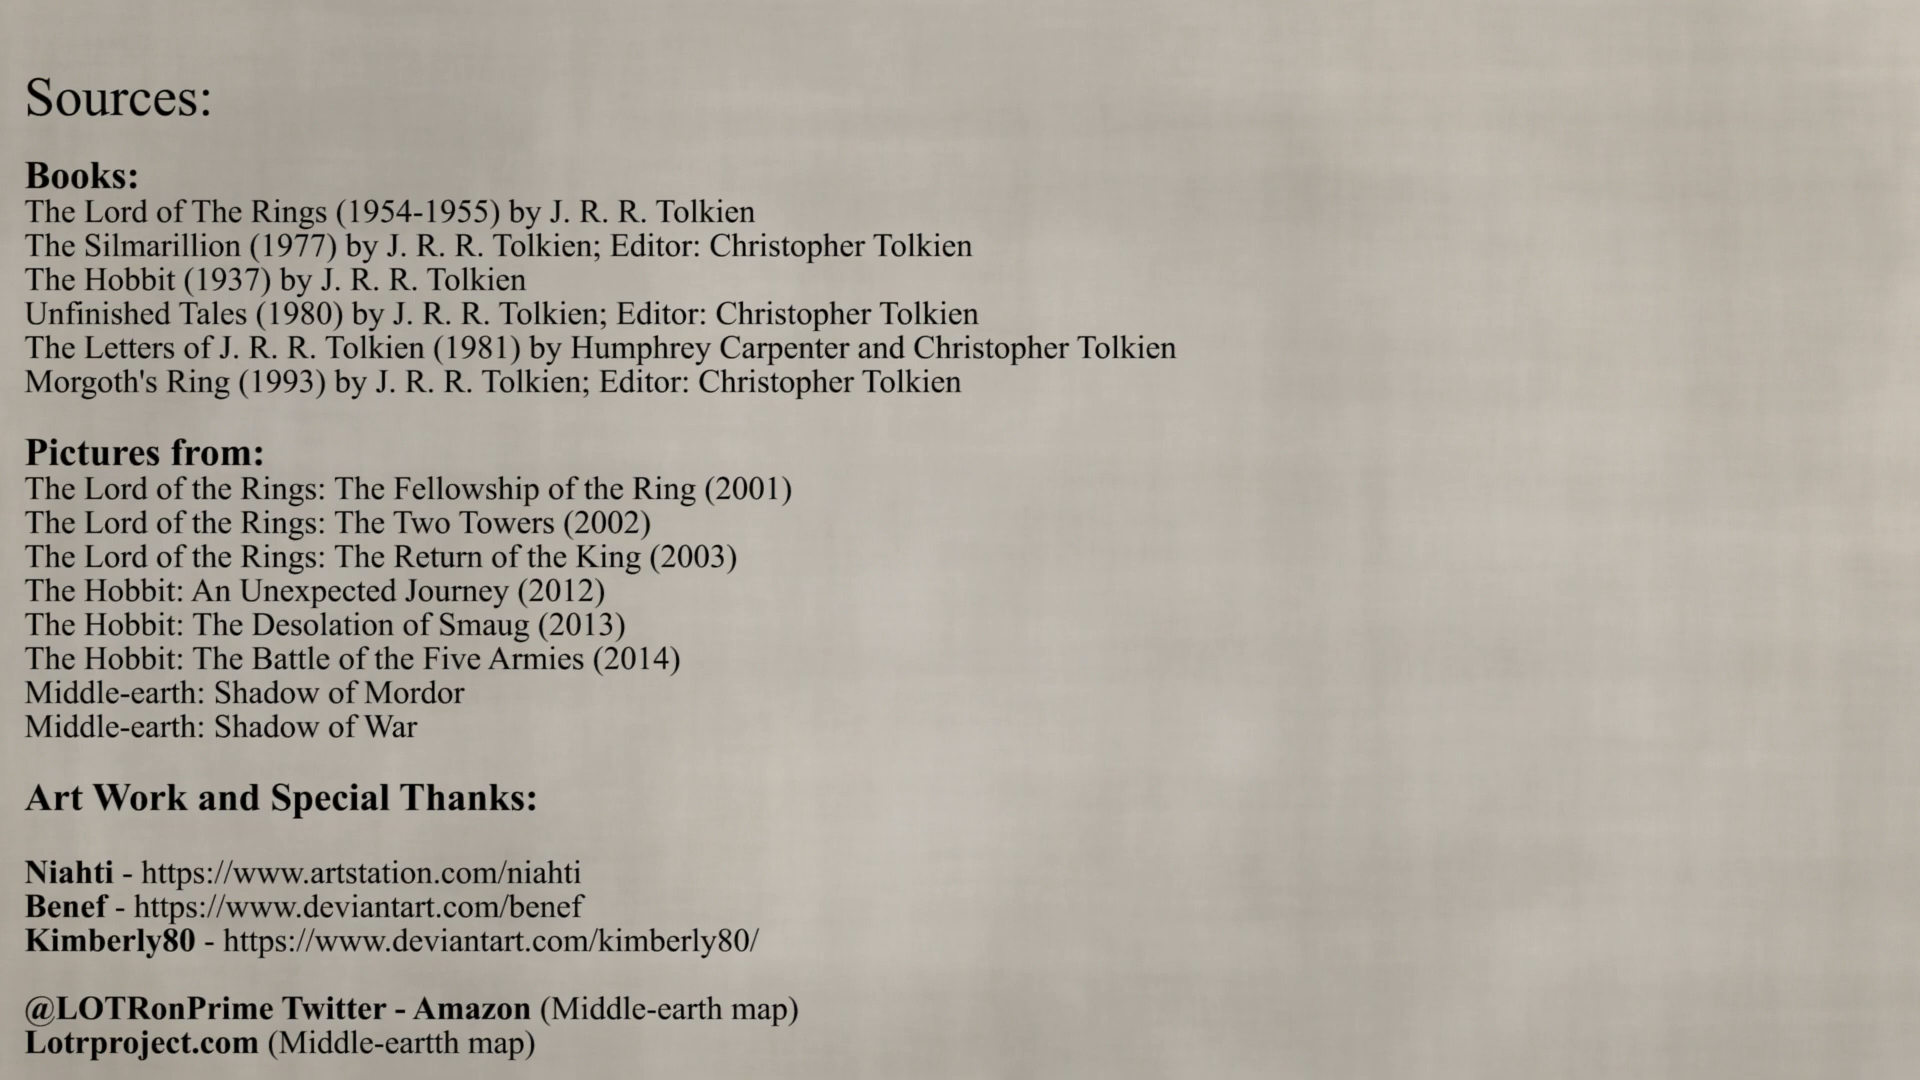 Sources:
Books:
The Lord of The Rings (1954-1955) by J. R. R. Tolkien
The Silmarillion (1977) by J. R. R. Tolkien; Editor: Christopher Tolkien
The Hobbit (1937) by J. R. R. Tolkien
Unfinished Tales (1980) by J. R. R. Tolkien; Editor: Christopher Tolkien
The Letters of J. R. R. Tolkien (1981) by Humphrey Carpenter and Christopher Tolkien
Morgoth's Ring (1993) by J. R. R. Tolkien; Editor: Christopher Tolkien
Pictures from:
The Lord of the Rings: The Fellowship of the Ring (2001)
The Lord of the Rings: The Two Towers (2002)
The Lord of the Rings: The Return of the King (2003)
The Hobbit: An Unexpected Journey (2012)
The Hobbit: The Desolation of Smaug (2013)
The Hobbit: The Battle of the Five Armies (2014)
Middle-earth: Shadow of Mordor
Middle-earth: Shadow of War
Art Work and Special Thanks:
Niahti - https://www.artstation.com/niahti
Benef - https://www.deviantart.com/benef
Kimberly80 - https://www.deviantart.com/kimberly80/
@LOTRonPrime Twitter - Amazon (Middle-earth map)
Lotrproject.com (Middle-eartth map)